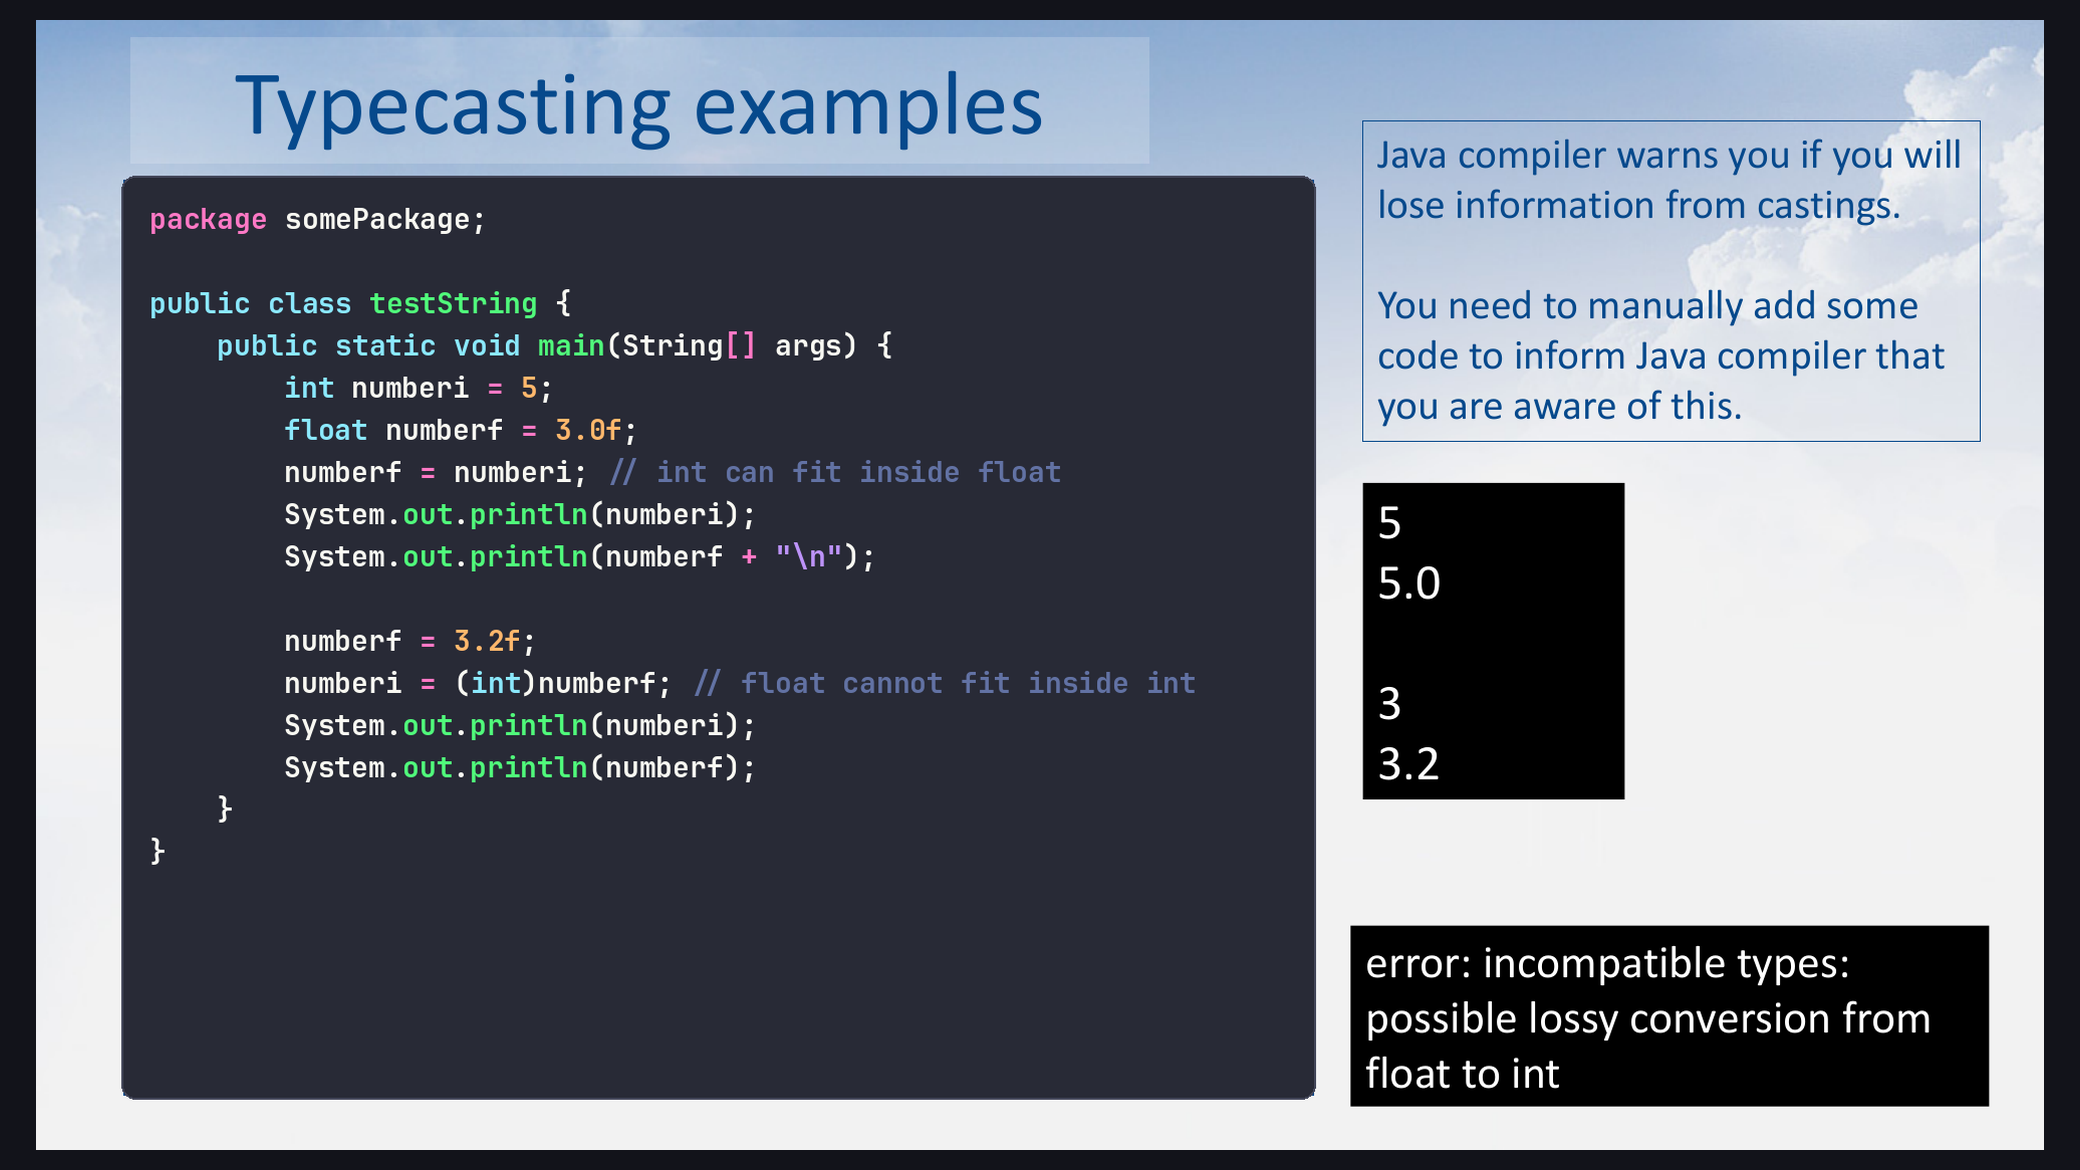 Typecasting examples
package somePackage;
public class testString {
public static void main(String[] args) {
int numberi = 5;
float numberf = 3.0f;
numberf = numberi; // int can fit inside float
System.out.println(numberi);
System.out.println(numberf + "\n");
numberf = 3.2f;
numberi = (int)numberf; // float cannot fit inside int
System.out.println(numberi);
System.out.println(numberf);
}
}
Java compiler warns you if you will
lose information from castings.
You need to manually add some
code to inform Java compiler that
you are aware of this.
5
5.0
3
3.2
error: incompatible types:
possible lossy conversion from
float to int